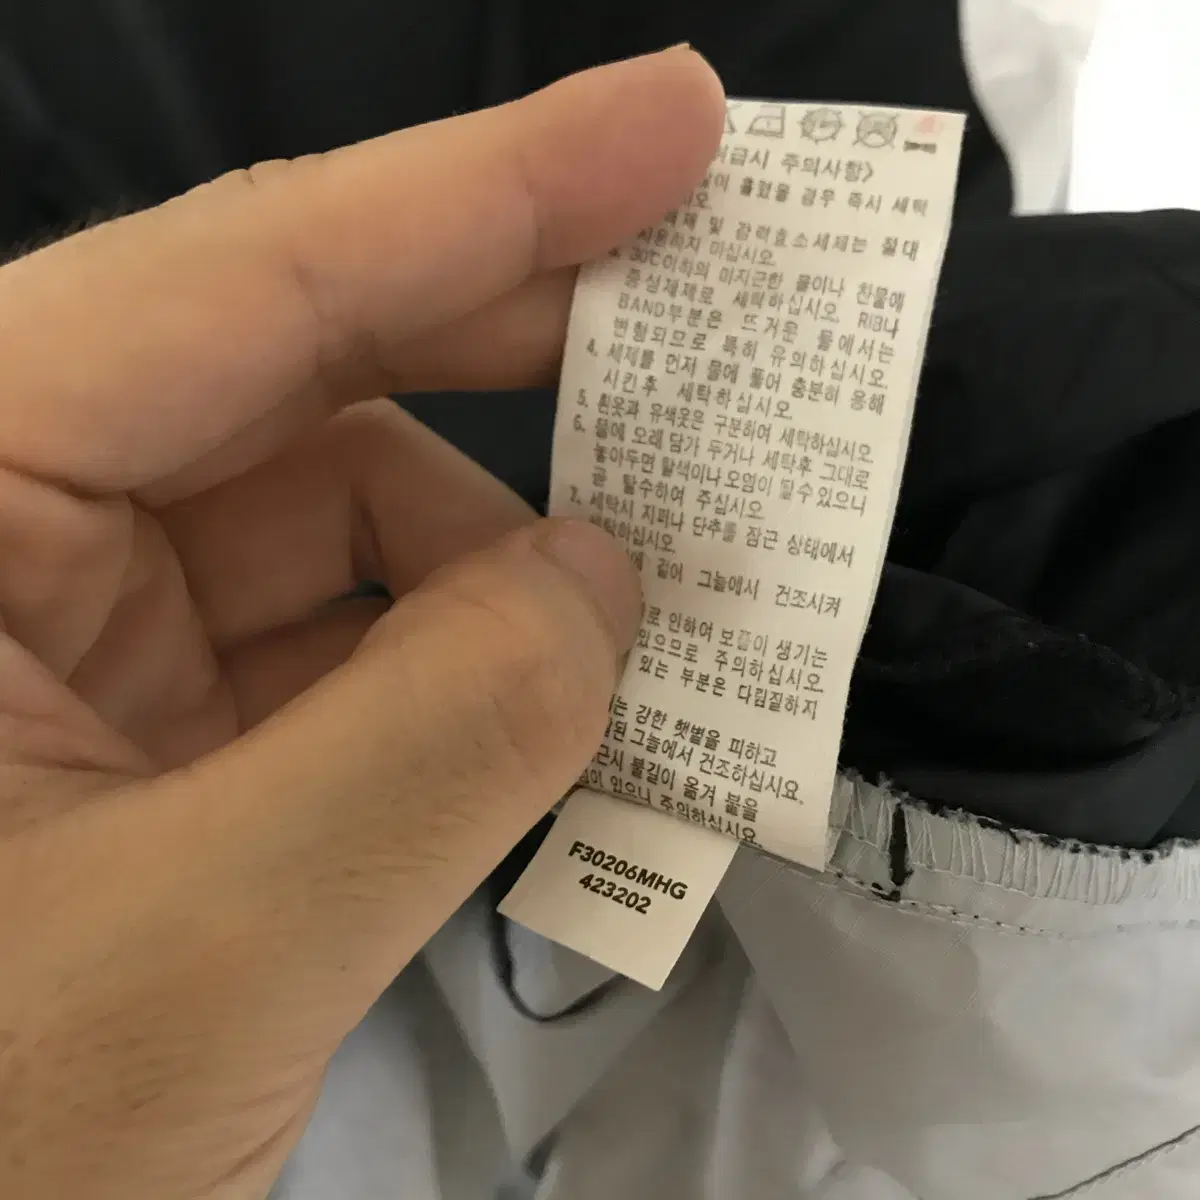 취급시 주의사항>
많이 흘렸을 경우 즉시 세탁
및 감력효소세제는 절대
사용하지 마십시오.
30℃이하의 미지근한 물이나 찬물에
중성제제로 세탁하십시오. RIB나
BAND부분은 뜨거운 물에서는
변형되므로 특히 유의하십시오.
4. 세제를 먼저 물에 풀어 충분히 용해
시킨후 세탁하십시오.
5. 흰옷과 유색옷은 구분하여 세탁하십시오.
6. 물에 오래 담가 두거나 세탁후 그대로
놓아두면 탈색이나 오염이 될 수 있으니
곧 탈수하여 주십시오.
7. 세탁시 지퍼나 단추를 잠근 상태에서
세탁하십시오.
걸어 그늘에서 건조시켜
로 인하여 보풀이 생기는
있으므로 주의하십시오.
있는 부분은 다림질하지
는 강한 햇볕을 피하고
된 그늘에서 건조하십시요.
근시 불길이 옮겨 붙을
이 있으니 주의하십시요.
F30206MHG
423202